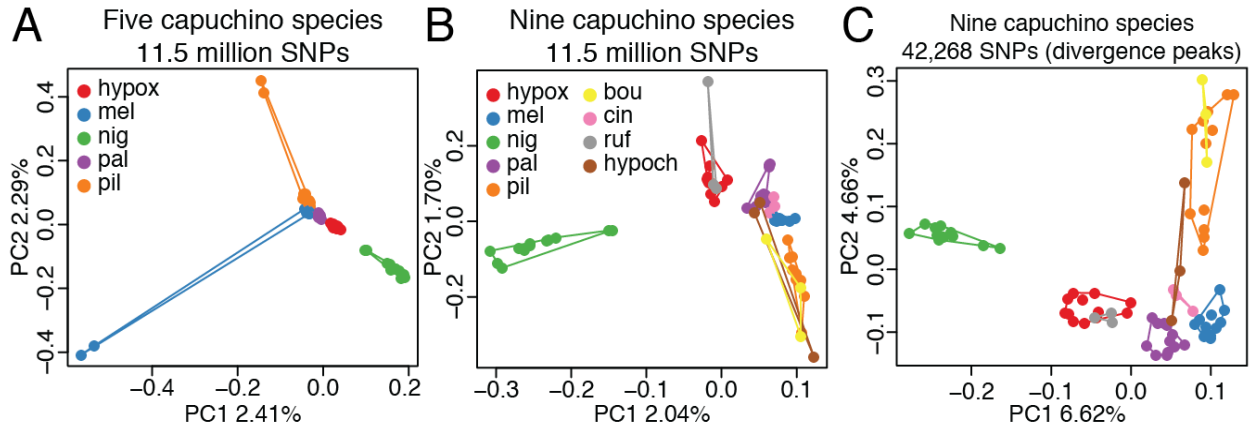 A
Five capuchino species
11.5 million SNPs
hypox
mel
nig
pal
pil
0.4
0.2
0.0
−0.2
−0.4
PC2 2.29%
−0.4
−0.2
0.0
0.2
PC1 2.41%
B
Nine capuchino species
11.5 million SNPs
hypox
mel
nig
pal
pil
bou
cin
ruf
hypoch
0.2
0.0
−0.2
PC2 1.70%
−0.3
−0.2
−0.1
0.0
0.1
PC1 2.04%
C
Nine capuchino species
42,268 SNPs (divergence peaks)
0.3
0.2
0.1
0.0
−0.1
PC2 4.66%
−0.2
−0.1
0.0
0.1
PC1 6.62%